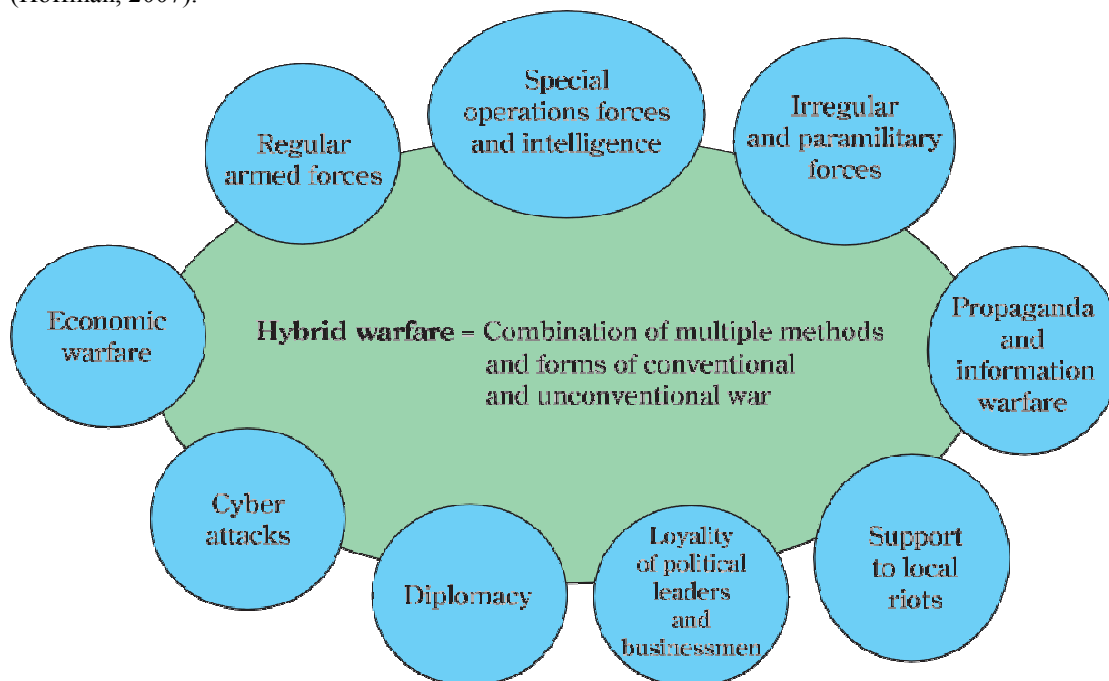 (Hoffman, 2007).
Special
operations forces
and intelligence
Irregular
and paramilitary
forces
Regular
armed forces
Economic
warfare
Hybrid warfare – Combination of multiple methods
and forms of conventional
and unconventional war
Propaganda
and
information
warfare
Cyber
attacks
Diplomacy
Loyality
of political
leaders
and
businessmen
Support
to local
riots